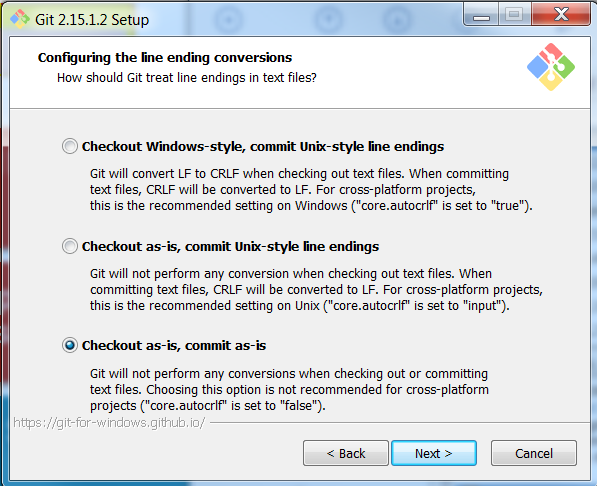 Git 2.15.1.2 Setup
Configuring the line ending conversions
How should Git treat line endings in text files?
Checkout Windows-style, commit Unix-style line endings
Git will convert LF to CRLF when checking out text files. When committing
text files, CRLF will be converted to LF. For cross-platform projects,
this is the recommended setting on Windows ("core.autocrlf" is set to "true").
Checkout as-is, commit Unix-style line endings
Git will not perform any conversion when checking out text files. When
committing text files, CRLF will be converted to LF. For cross-platform projects,
this is the recommended setting on Unix ("core.autocrlf" is set to "input").
Checkout as-is, commit as-is
Git will not perform any conversions when checking out or committing
text files. Choosing this option is not recommended for cross-platform
projects ("core.autocrlf" is set to "false").
https://git-for-windows.github.io/
< Back Next > Cancel